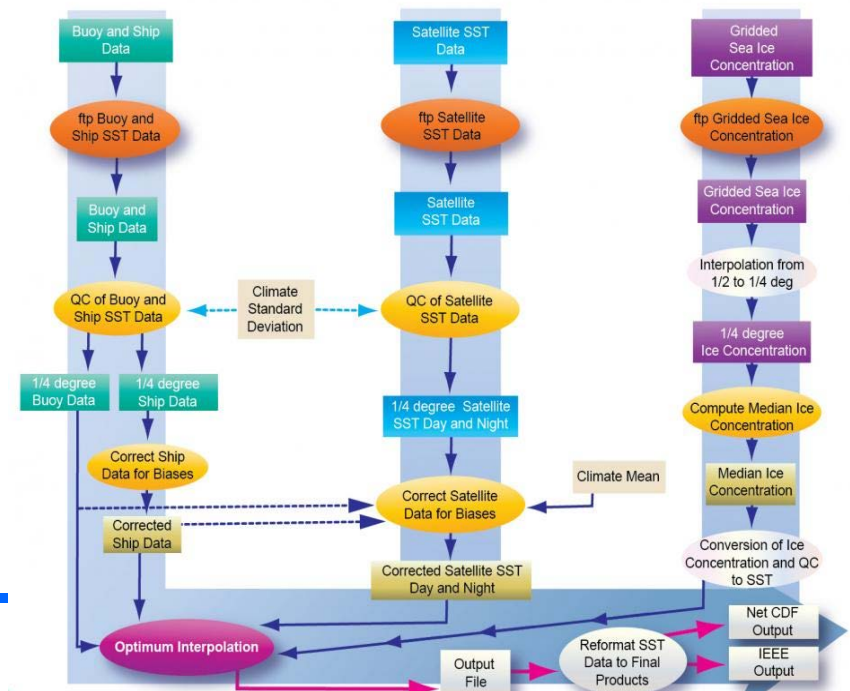 Buoy and Ship
Data
ftp Buoy and
Ship SST Data
Buoy and
Ship Data
QC of Buoy and
Ship SST Data
1/4 degree
Buoy Data
1/4 degree
Ship Data
Correct Ship
Data for Biases
Corrected
Ship Data
Climate
Standard
Deviation
Satellite SST
Data
ftp Satellite
SST Data
Satellite
SST Data
QC of Satellite
SST Data
1/4 degree Satellite
SST Day and Night
Climate Mean
Correct Satellite
Data for Biases
Corrected Satellite SST
Day and Night
Gridded
Sea Ice
Concentration
ftp Gridded Sea Ice
Concentration
Gridded Sea Ice
Concentration
Interpolation from
1/2 to 1/4 deg
1/4 degree
Ice Concentration
Compute Median Ice
Concentration
Median Ice
Concentration
Conversion of Ice
Concentration and QC
to SST
Optimum Interpolation
Output
File
Reformat SST
Data to Final
Products
Net CDF
Output
IEEE
Output